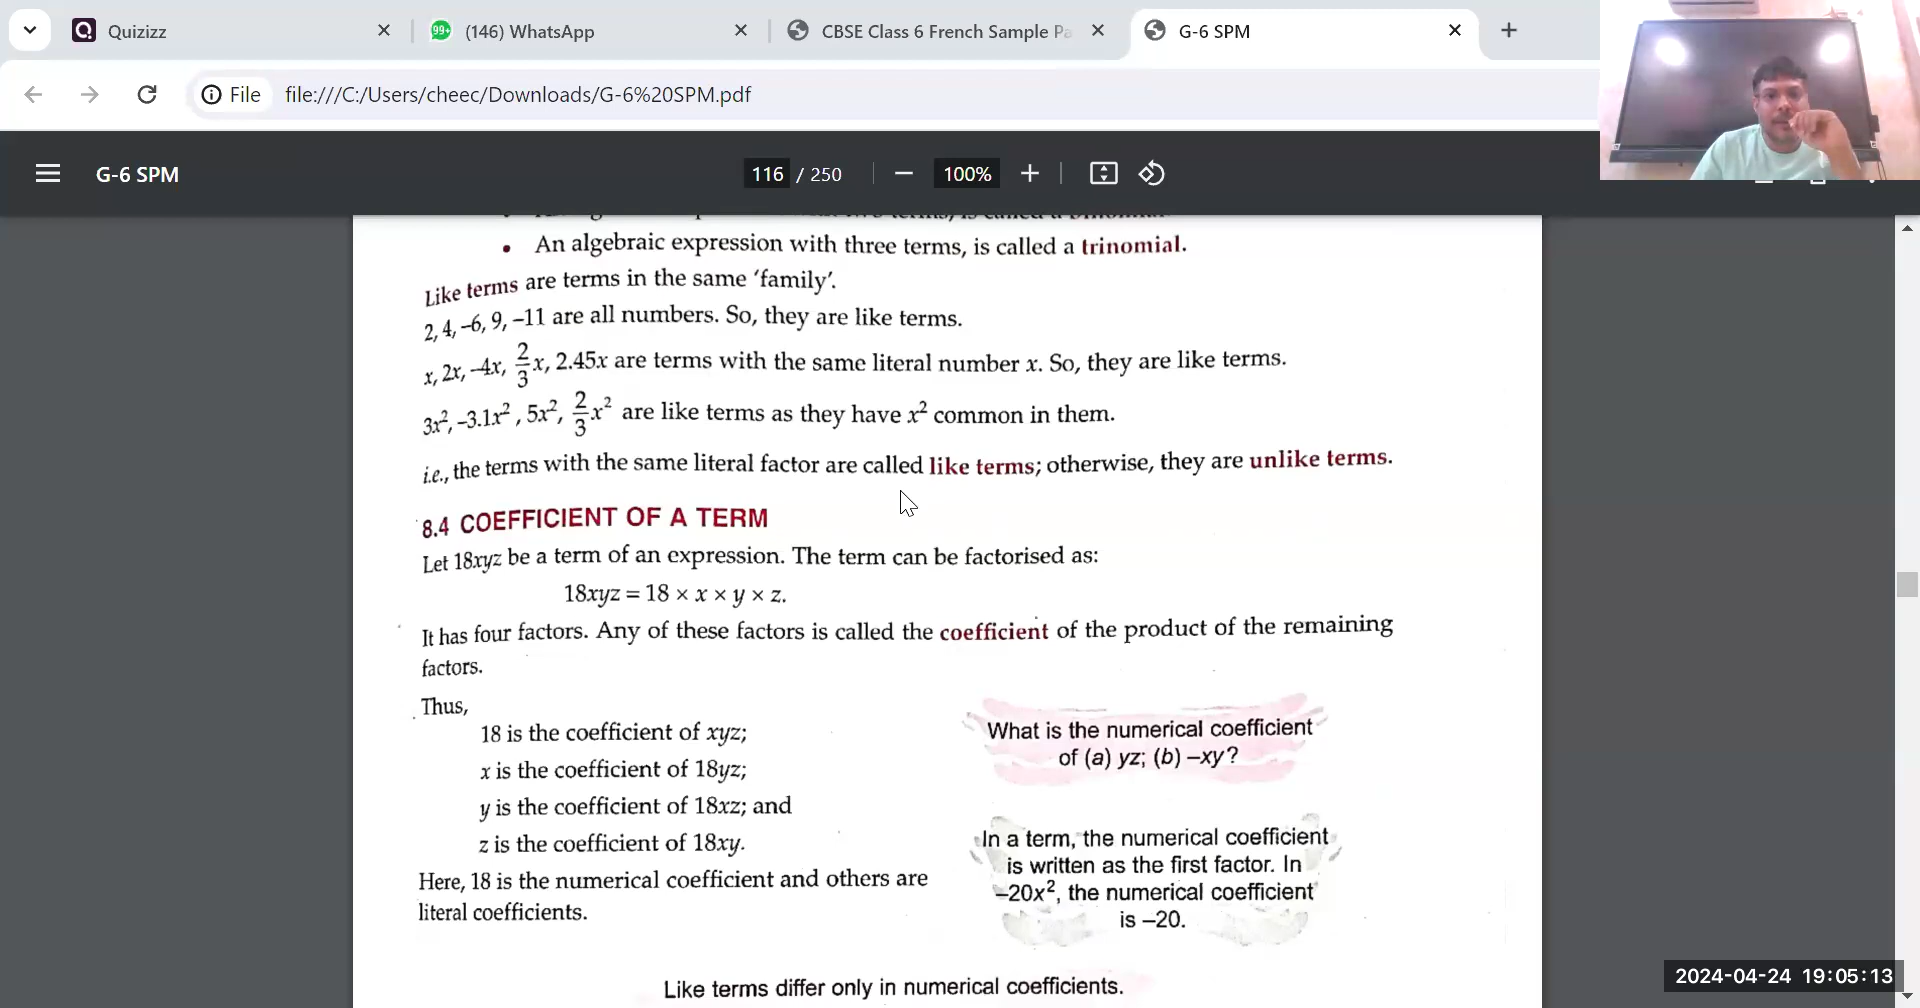 Quizizz
99+ (146) WhatsApp
CBSE Class 6 French Sample Pa
G-6 SPM
File file:///C:/Users/cheec/Downloads/G-6%20SPM.pdf
G-6 SPM
116 / 250
100%
• An algebraic expression with three terms, is called a trinomial.
Like terms are terms in the same ‘family’.
2, 4, –6, 9, –11 are all numbers. So, they are like terms.
x, 2x, –4x, 2/3 x, 2.45x are terms with the same literal number x. So, they are like terms.
3x², –3.1x², 5x², 2/3 x² are like terms as they have x² common in them.
i.e., the terms with the same literal factor are called like terms; otherwise, they are unlike terms.
8.4 COEFFICIENT OF A TERM
Let 18xyz be a term of an expression. The term can be factorised as:
18xyz = 18 × x × y × z.
It has four factors. Any of these factors is called the coefficient of the product of the remaining
factors.
Thus,
18 is the coefficient of xyz;
x is the coefficient of 18yz;
y is the coefficient of 18xz; and
z is the coefficient of 18xy.
Here, 18 is the numerical coefficient and others are
literal coefficients.
What is the numerical coefficient
of (a) yz; (b) –xy?
In a term, the numerical coefficient
is written as the first factor. In
–20x², the numerical coefficient
is –20.
Like terms differ only in numerical coefficients.
2024-04-24 19:05:13